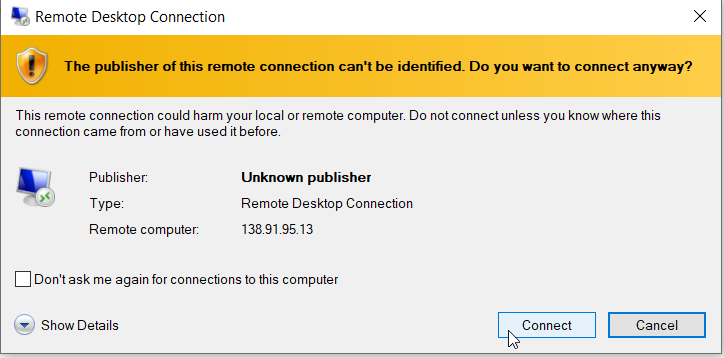 Remote Desktop Connection
The publisher of this remote connection can't be identified. Do you want to connect anyway?
This remote connection could harm your local or remote computer. Do not connect unless you know where this
connection came from or have used it before.
Publisher: Unknown publisher
Type: Remote Desktop Connection
Remote computer: 138.91.95.13
Don't ask me again for connections to this computer
Show Details Connect Cancel